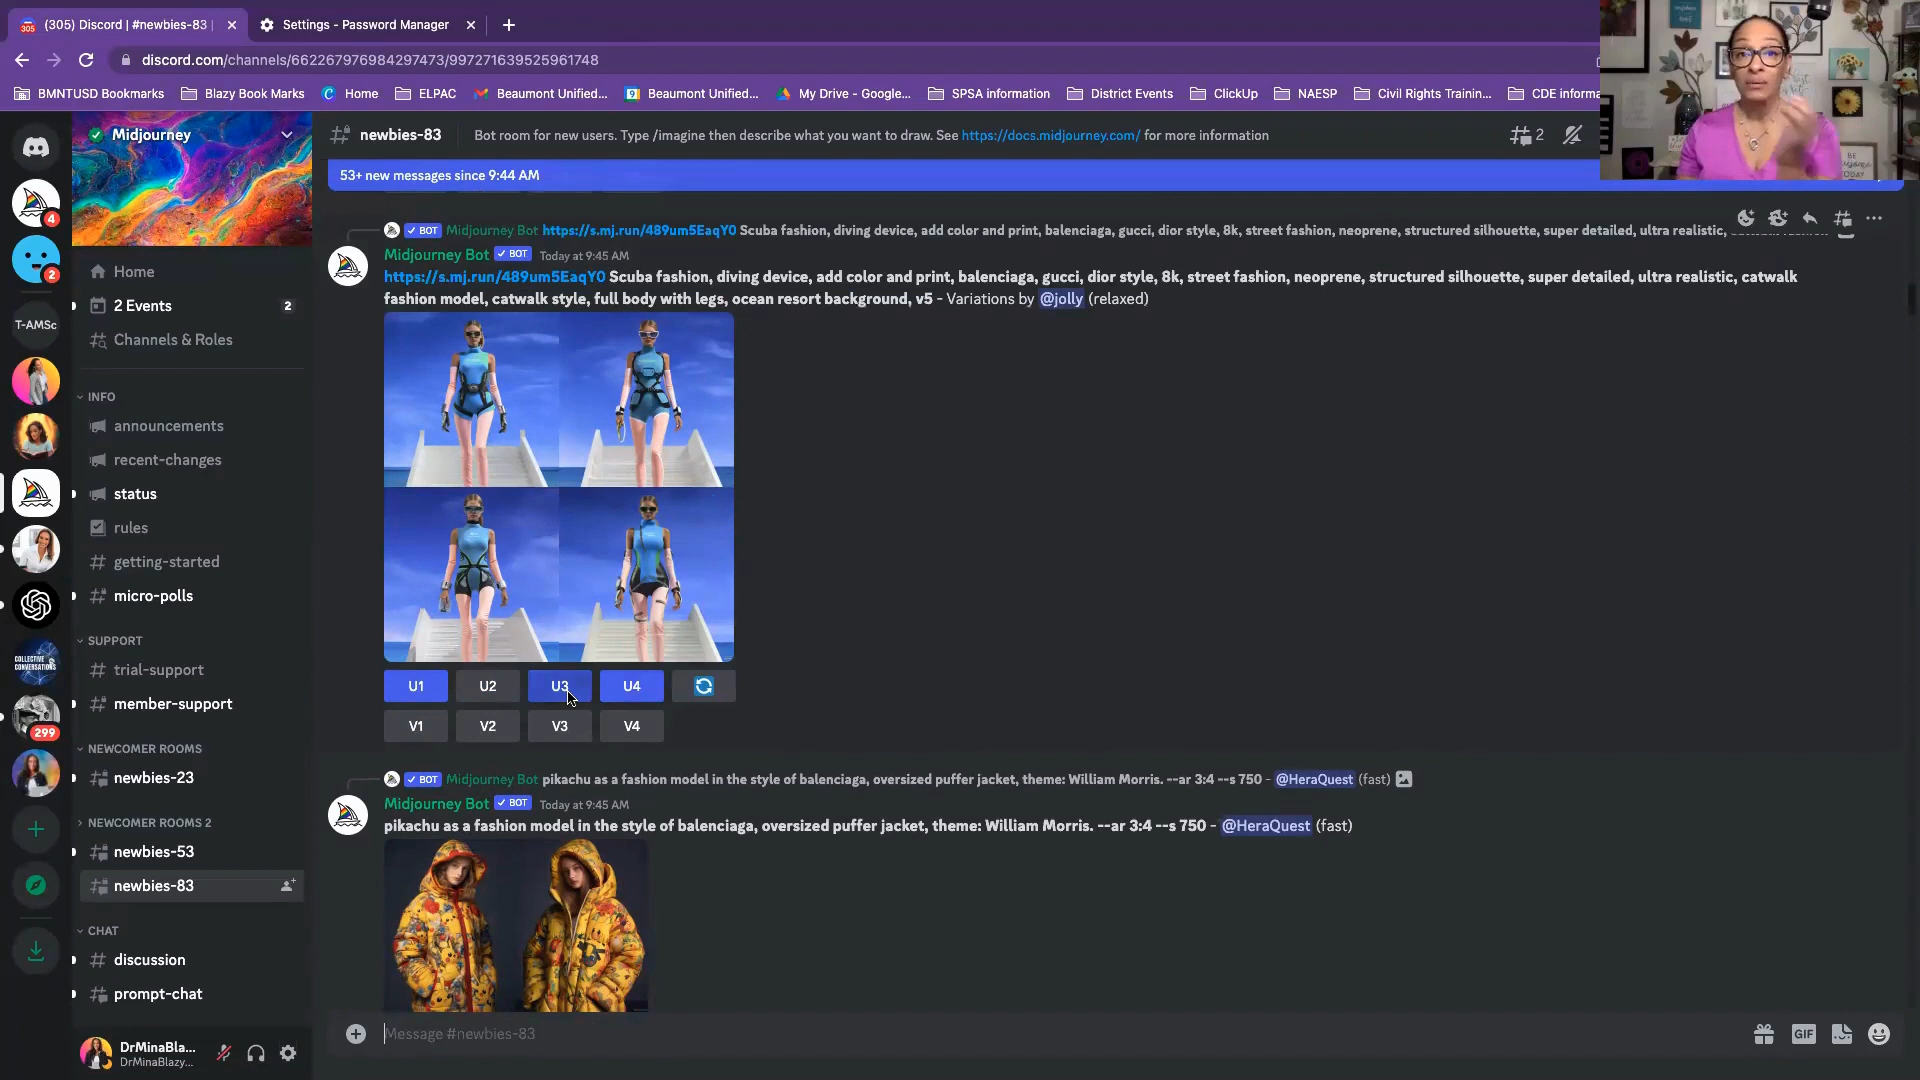 (305) Discord | #newbies-83
Settings - Password Manager
discord.com/channels/662267976984297473/997271639525961748
BMNTUSD Bookmarks
Blazy Book Marks
Home
ELPAC
Beaumont Unified...
Beaumont Unified...
My Drive - Google...
SPSA information
District Events
ClickUp
NAESP
Civil Rights Trainin...
CDE informa
Midjourney
newbies-83
Bot room for new users. Type /imagine then describe what you want to draw. See https://docs.midjourney.com/ for more information
2
53+ new messages since 9:44 AM
4
2
T-AMSc
COLLECTIVE
CONVERSATIONS
299
Home
2 Events
2
Channels & Roles
INFO
announcements
recent-changes
status
rules
getting-started
micro-polls
SUPPORT
trial-support
member-support
NEWCOMER ROOMS
newbies-23
NEWCOMER ROOMS 2
newbies-53
newbies-83
CHAT
discussion
prompt-chat
DrMinaBla...
DrMinaBlazy...
BOT Midjourney Bot https://s.mj.run/489um5EaqY0 Scuba fashion, diving device, add color and print, balenciaga, gucci, dior style, 8k, street fashion, neoprene, structured silhouette, super detailed, ultra realistic,
Midjourney Bot BOT Today at 9:45 AM
https://s.mj.run/489um5EaqY0 Scuba fashion, diving device, add color and print, balenciaga, gucci, dior style, 8k, street fashion, neoprene, structured silhouette, super detailed, ultra realistic, catwalk
fashion model, catwalk style, full body with legs, ocean resort background, v5 - Variations by @jolly (relaxed)
U1 U2 U3 U4
V1 V2 V3 V4
BOT Midjourney Bot pikachu as a fashion model in the style of balenciaga, oversized puffer jacket, theme: William Morris. --ar 3:4 --s 750 - @HeraQuest (fast)
Midjourney Bot BOT Today at 9:45 AM
pikachu as a fashion model in the style of balenciaga, oversized puffer jacket, theme: William Morris. --ar 3:4 --s 750 - @HeraQuest (fast)
Message #newbies-83
GIF